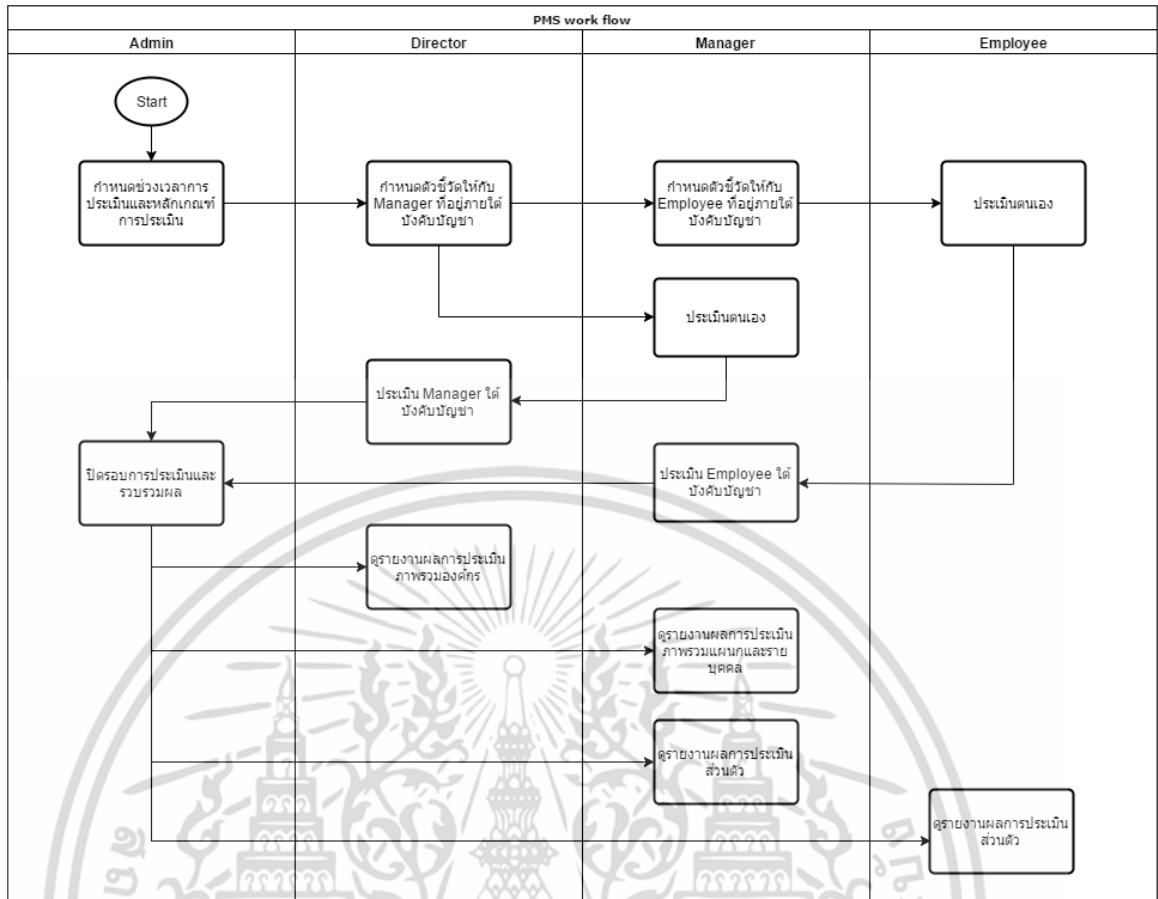 PMS work flow
Admin
Director
Manager
Employee
Start
กำหนดช่วงเวลาการ
ประเมินและหลักเกณฑ์
การประเมิน
กำหนดตัวชี้วัดให้กับ
Manager ที่อยู่ภายใต้
บังคับบัญชา
กำหนดตัวชี้วัดให้กับ
Employee ที่อยู่ภายใต้
บังคับบัญชา
ประเมินตนเอง
ประเมินตนเอง
ประเมิน Manager ใต้
บังคับบัญชา
ปิดรอบการประเมินและ
รวบรวมผล
ประเมิน Employee ใต้
บังคับบัญชา
ดูรายงานผลการประเมิน
ภาพรวมองค์กร
ดูรายงานผลการประเมิน
ภาพรวมแผนกและราย
บุคคล
ดูรายงานผลการประเมิน
ส่วนตัว
ดูรายงานผลการประเมิน
ส่วนตัว